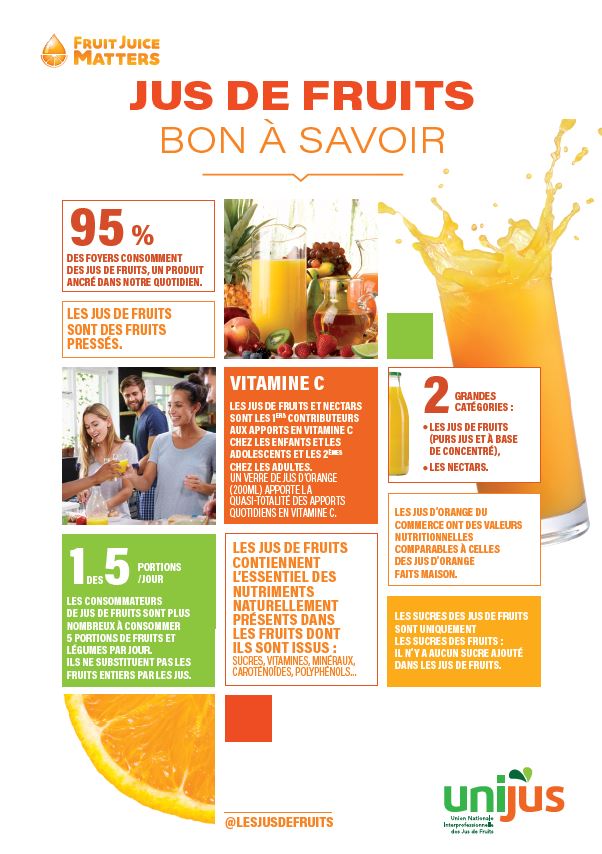 FRUIT JUICE
MATTERS
JUS DE FRUITS
BON À SAVOIR
95 %
DES FOYERS CONSOMMENT
DES JUS DE FRUITS, UN PRODUIT
ANCRÉ DANS NOTRE QUOTIDIEN.
LES JUS DE FRUITS
SONT DES FRUITS
PRESSÉS.
VITAMINE C
LES JUS DE FRUITS ET NECTARS
SONT LES 1ERS CONTRIBUTEURS
AUX APPORTS EN VITAMINE C
CHEZ LES ENFANTS ET LES
ADOLESCENTS ET LES 2ÈMES
CHEZ LES ADULTES.
UN VERRE DE JUS D'ORANGE
(200ML) APPORTE LA
QUASI-TOTALITÉ DES APPORTS
QUOTIDIENS EN VITAMINE C.
2 GRANDES
CATÉGORIES :
• LES JUS DE FRUITS
(PURS JUS ET À BASE
DE CONCENTRÉ),
• LES NECTARS.
LES JUS D'ORANGE DU
COMMERCE ONT DES VALEURS
NUTRITIONNELLES
COMPARABLES À CELLES
DES JUS D'ORANGE
FAITS MAISON.
1 DES 5 PORTIONS
/JOUR
LES CONSOMMATEURS
DE JUS DE FRUITS SONT PLUS
NOMBREUX À CONSOMMER
5 PORTIONS DE FRUITS ET
LÉGUMES PAR JOUR.
ILS NE SUBSTITUENT PAS LES
FRUITS ENTIERS PAR LES JUS.
LES JUS DE FRUITS
CONTIENNENT
L'ESSENTIEL DES
NUTRIMENTS
NATURELLEMENT
PRÉSENTS DANS
LES FRUITS DONT
ILS SONT ISSUS :
SUCRES, VITAMINES, MINÉRAUX,
CAROTÉNOÏDES, POLYPHÉNOLS...
LES SUCRES DES JUS DE FRUITS
SONT UNIQUEMENT
LES SUCRES DES FRUITS :
IL N'Y A AUCUN SUCRE AJOUTÉ
DANS LES JUS DE FRUITS.
@LESJUSDEFRUITS
unijus
Union Nationale
Interprofessionnelle
des Jus de Fruits